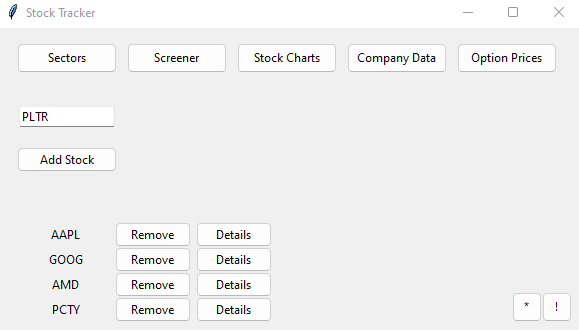 Stock Tracker
Sectors Screener Stock Charts Company Data Option Prices
PLTR
Add Stock
AAPL Remove Details
GOOG Remove Details
AMD Remove Details
PCTY Remove Details
* !